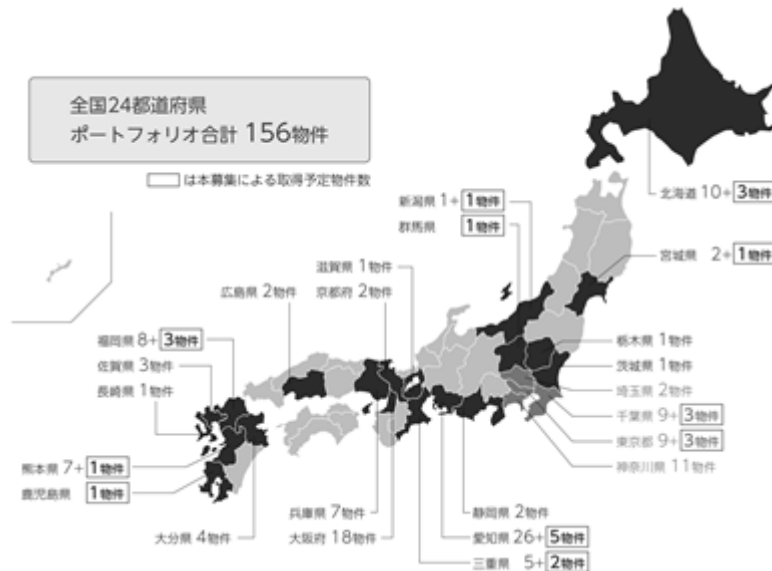 全国24都道府県
ポートフォリオ合計 156物件
は本募集による取得予定物件数
北海道 10+ 3物件
新潟県 1+ 1物件
群馬県 1物件
宮城県 2+ 1物件
滋賀県 1物件
広島県 2物件
京都府 2物件
福岡県 8+ 3物件
佐賀県 3物件
長崎県 1物件
栃木県 1物件
茨城県 1物件
埼玉県 2物件
千葉県 9+ 3物件
東京都 9+ 3物件
神奈川県 11物件
熊本県 7+ 1物件
鹿児島県 1物件
大分県 4物件
兵庫県 7物件
大阪府 18物件
静岡県 2物件
愛知県 26+ 5物件
三重県 5+ 2物件